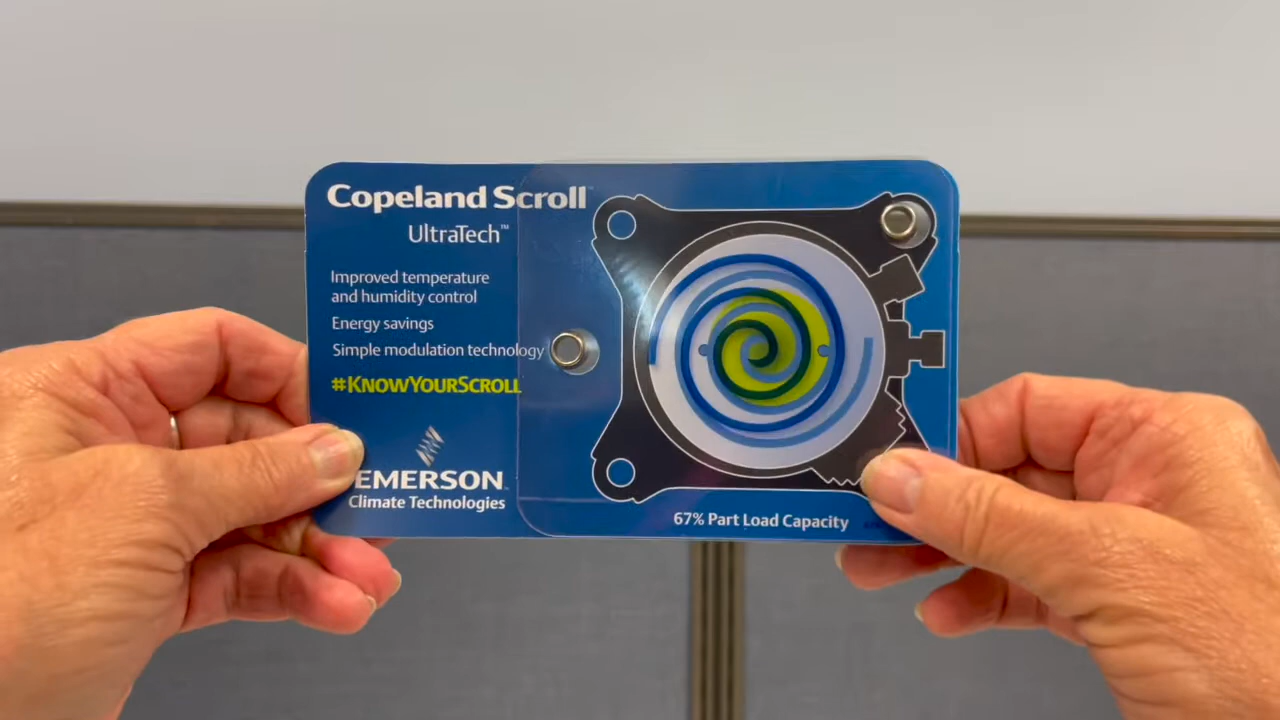 Copeland Scroll™
UltraTech™
Improved temperature
and humidity control
Energy savings
Simple modulation technology
#KNOWYOURSCROLL
EMERSON™
Climate Technologies
67% Part Load Capacity